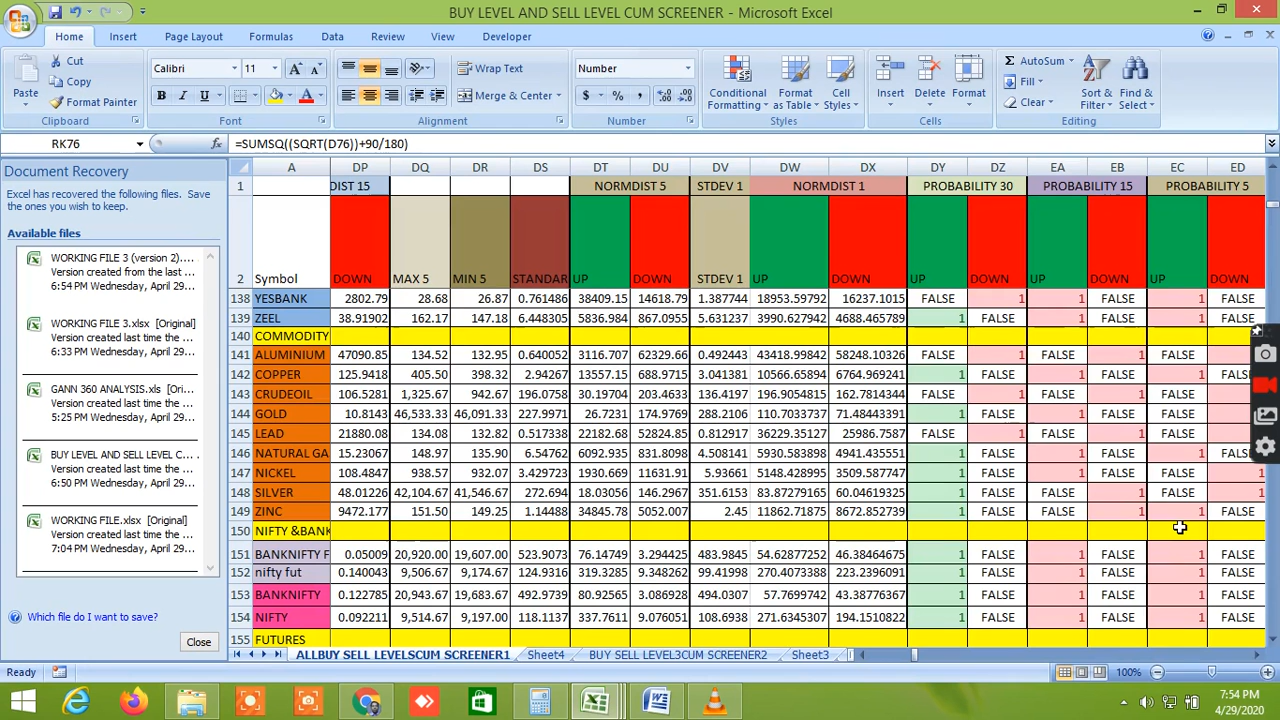 BUY LEVEL AND SELL LEVEL CUM SCREENER - Microsoft Excel
Home Insert Page Layout Formulas Data Review View Developer
Paste Cut Copy Format Painter Clipboard
Calibri 11 B I U A A A Font
Wrap Text Merge & Center Alignment
Number $ % , Number
Conditional Formatting Format as Table Cell Styles Styles
Insert Delete Format Cells
Σ AutoSum Fill Clear Sort & Filter Find & Select Editing
RK76 fx =SUMSQ((SQRT(D76))+90/180)
Document Recovery
Excel has recovered the following files. Save the ones you wish to keep.
Available files
WORKING FILE 3 (version 2)....
Version created from the last ...
6:54 PM Wednesday, April 29...
WORKING FILE 3.xlsx [Original]
Version created last time the ...
6:33 PM Wednesday, April 29...
GANN 360 ANALYSIS.xls [Ori...
Version created last time the ...
5:25 PM Wednesday, April 29...
BUY LEVEL AND SELL LEVEL C...
Version created last time the ...
6:50 PM Wednesday, April 29...
WORKING FILE.xlsx [Original]
Version created last time the ...
7:04 PM Wednesday, April 29...
Which file do I want to save?
Close
A DP DQ DR DS DT DU DV DW DX DY DZ EA EB EC ED
1 DIST 15 NORMDIST 5 STDEV 1 NORMDIST 1 PROBABILITY 30 PROBABILITY 15 PROBABILITY 5
2 Symbol DOWN MAX 5 MIN 5 STANDAR UP DOWN STDEV 1 UP DOWN UP DOWN UP DOWN UP DOWN
138 YESBANK 2802.79 28.68 26.87 0.761486 38409.15 14618.79 1.387744 18953.59792 16237.1015 FALSE 1 1 FALSE 1 FALSE
139 ZEEL 38.91902 162.17 147.18 6.448305 5836.984 867.0573 5.631237 3990.627942 4688.465789 1 FALSE 1 FALSE 1 FALSE
140 COMMODITY
141 ALUMINIUM 47090.85 134.52 132.95 0.640052 3116.707 62329.66 0.492443 43418.99842 58248.10326 FALSE 1 FALSE 1 FALSE
142 COPPER 125.9418 405.50 398.32 2.94267 13557.15 688.9715 3.041381 10566.65894 6764.969241 1 FALSE 1 FALSE 1 FALSE
143 CRUDEOIL 106.5281 1,325.67 942.67 196.0758 30.19704 203.4633 136.4197 196.9054815 162.7814344 1 FALSE FALSE 1 FALSE
144 GOLD 10.8143 46,533.33 46,091.33 227.9971 26.7231 174.9769 288.2106 110.7033737 71.48443391 1 FALSE 1 FALSE FALSE
145 LEAD 21880.08 134.08 132.82 0.517338 22182.68 52824.85 0.812917 36229.35127 25986.7587 FALSE 1 FALSE 1 FALSE
146 NATURAL GA 15.23067 148.97 135.90 6.54762 5092.935 831.8098 4.508141 5930.583898 4941.435551 1 FALSE 1 FALSE 1 FALSE
147 NICKEL 108.4847 938.57 932.07 3.429723 1930.669 11631.91 5.93661 5148.428995 3509.587747 1 FALSE 1 FALSE FALSE 1
148 SILVER 48.01226 42,104.67 41,546.67 272.694 18.03056 146.2967 351.6153 83.87279165 60.04619325 1 FALSE FALSE 1 FALSE 1
149 ZINC 9472.177 151.50 149.25 1.14488 34845.78 5052.007 2.45 11862.71875 8672.852739 1 FALSE FALSE 1 1 FALSE
150 NIFTY &BANK
151 BANKNIFTY F 0.05009 20,920.00 19,607.00 523.9073 76.14749 3.294425 483.9845 54.62877252 46.38464675 1 FALSE 1 FALSE 1 FALSE
152 nifty fut 0.140043 9,506.67 9,174.67 124.9316 319.3285 9.348262 99.41998 270.4073388 223.2396091 1 FALSE 1 FALSE 1 FALSE
153 BANKNIFTY 0.122785 20,943.67 19,683.67 492.9739 80.92565 3.086928 494.0307 57.7699742 43.38776367 1 FALSE 1 FALSE 1 FALSE
154 NIFTY 0.092211 9,514.67 9,197.00 118.1137 337.7611 9.076051 108.6938 271.6345307 194.1510822 1 FALSE 1 FALSE 1 FALSE
155 FUTURES
ALLBUY SELL LEVELSCUM SCREENER1 Sheet4 BUY SELL LEVEL3CUM SCREENER2 Sheet3
Ready 100%
7:54 PM
4/29/2020